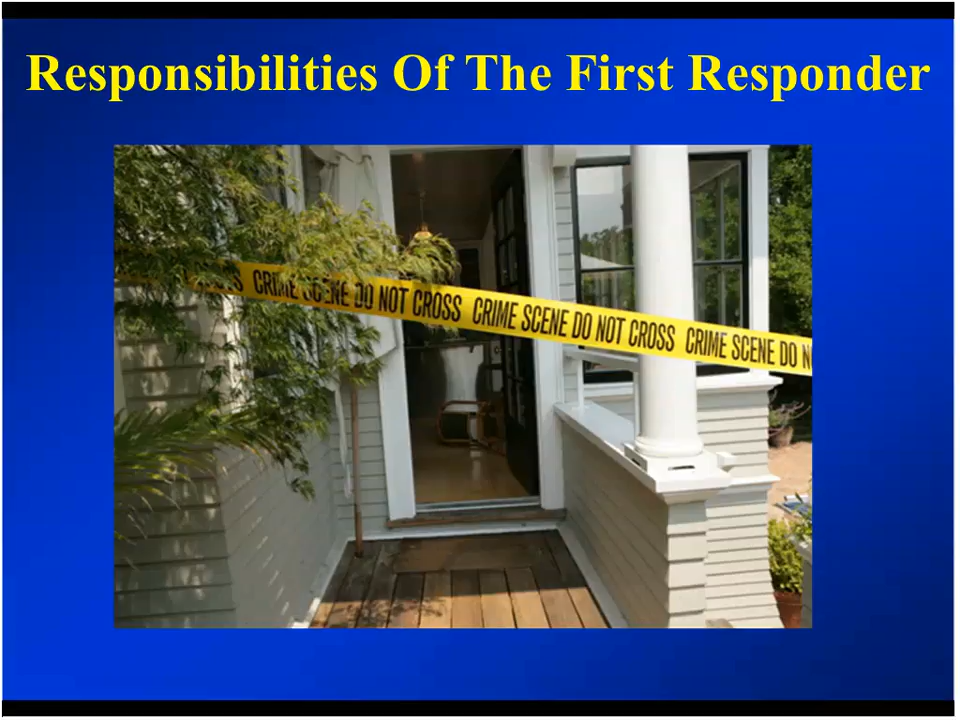 Responsibilities Of The First Responder
CRIME SCENE DO NOT CROSS CRIME SCENE DO NOT CROSS CRIME SCENE DO N